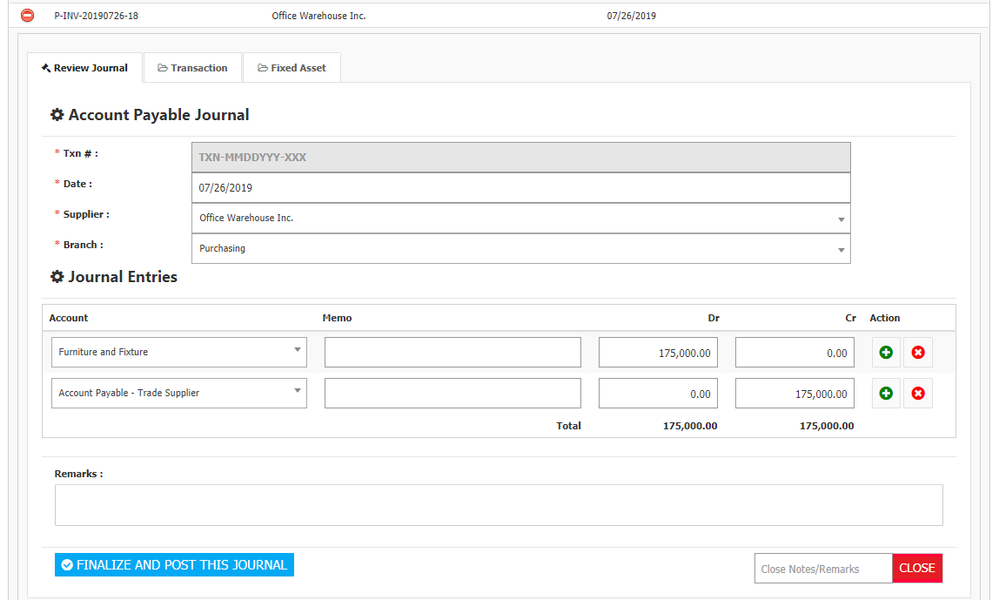 P-INV-20190726-18 Office Warehouse Inc. 07/26/2019
Review Journal Transaction Fixed Asset
Account Payable Journal
* Txn # : TXN-MMDDYYY-XXX
* Date : 07/26/2019
* Supplier : Office Warehouse Inc.
* Branch : Purchasing
Journal Entries
Account Memo Dr Cr Action
Furniture and Fixture 175,000.00 0.00
Account Payable - Trade Supplier 0.00 175,000.00
Total 175,000.00 175,000.00
Remarks :
FINALIZE AND POST THIS JOURNAL Close Notes/Remarks CLOSE